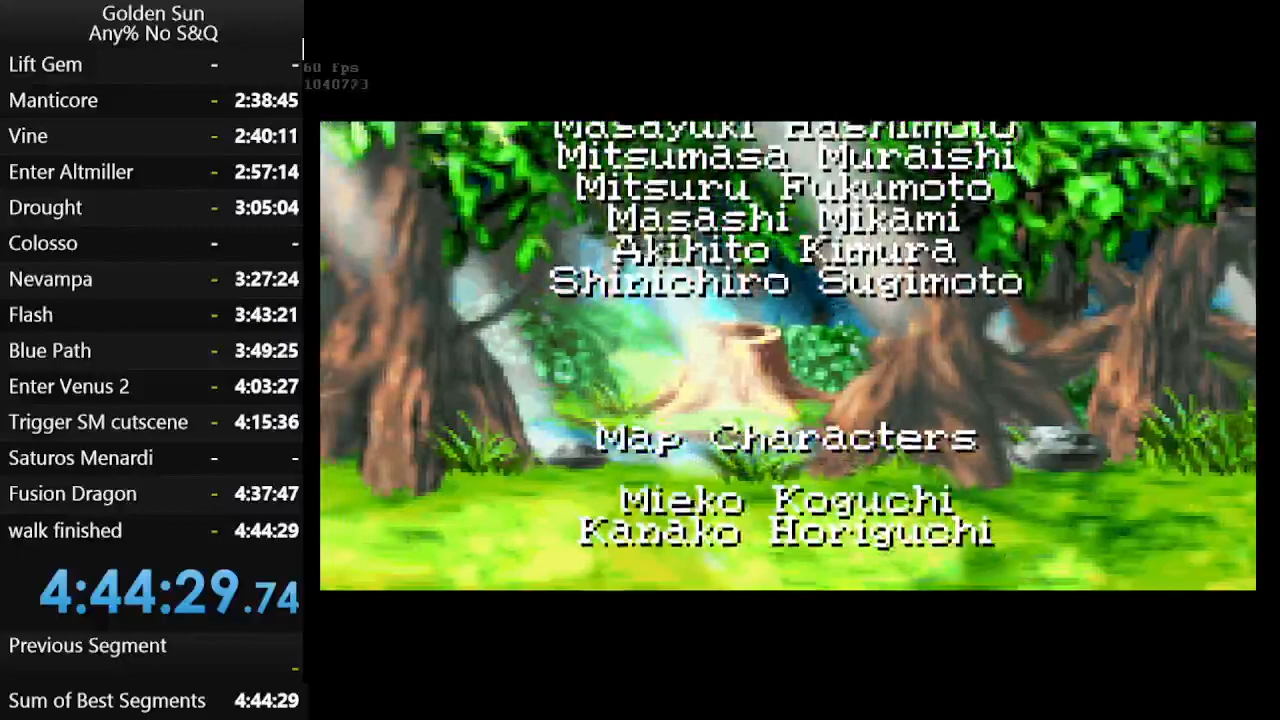 Golden Sun
Any% No S&Q
Lift Gem - -
Manticore - 2:38:45
Vine - 2:40:11
Enter Altmiller - 2:57:14
Drought - 3:05:04
Colosso - -
Nevampa - 3:27:24
Flash - 3:43:21
Blue Path - 3:49:25
Enter Venus 2 - 4:03:27
Trigger SM cutscene - 4:15:36
Saturos Menardi - -
Fusion Dragon - 4:37:47
walk finished - 4:44:29
4:44:29.74
Previous Segment
-
Sum of Best Segments 4:44:29
60 fps
1040773
Masayuki Hashimoto
Mitsumasa Muraishi
Mitsuru Fukumoto
Masashi Mikami
Akihito Kimura
Shinichiro Sugimoto
Map Characters
Mieko Koguchi
Kanako Horiguchi